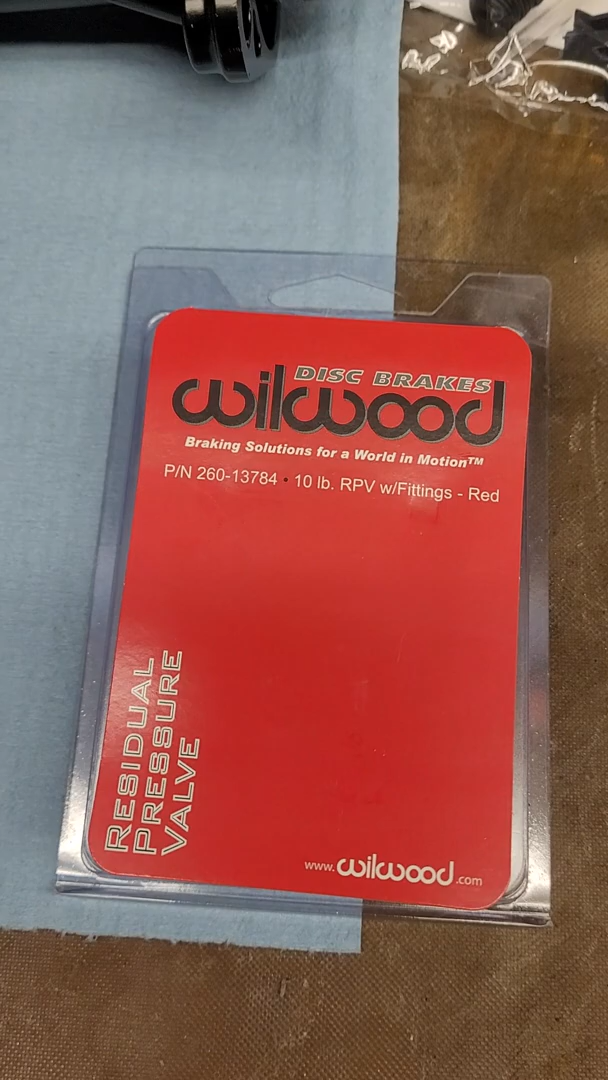 DISC BRAKES
wilwood
Braking Solutions for a World in Motion™
P/N 260-13784 • 10 lb. RPV w/Fittings - Red
RESIDUAL
PRESSURE
VALVE
www.wilwood.com